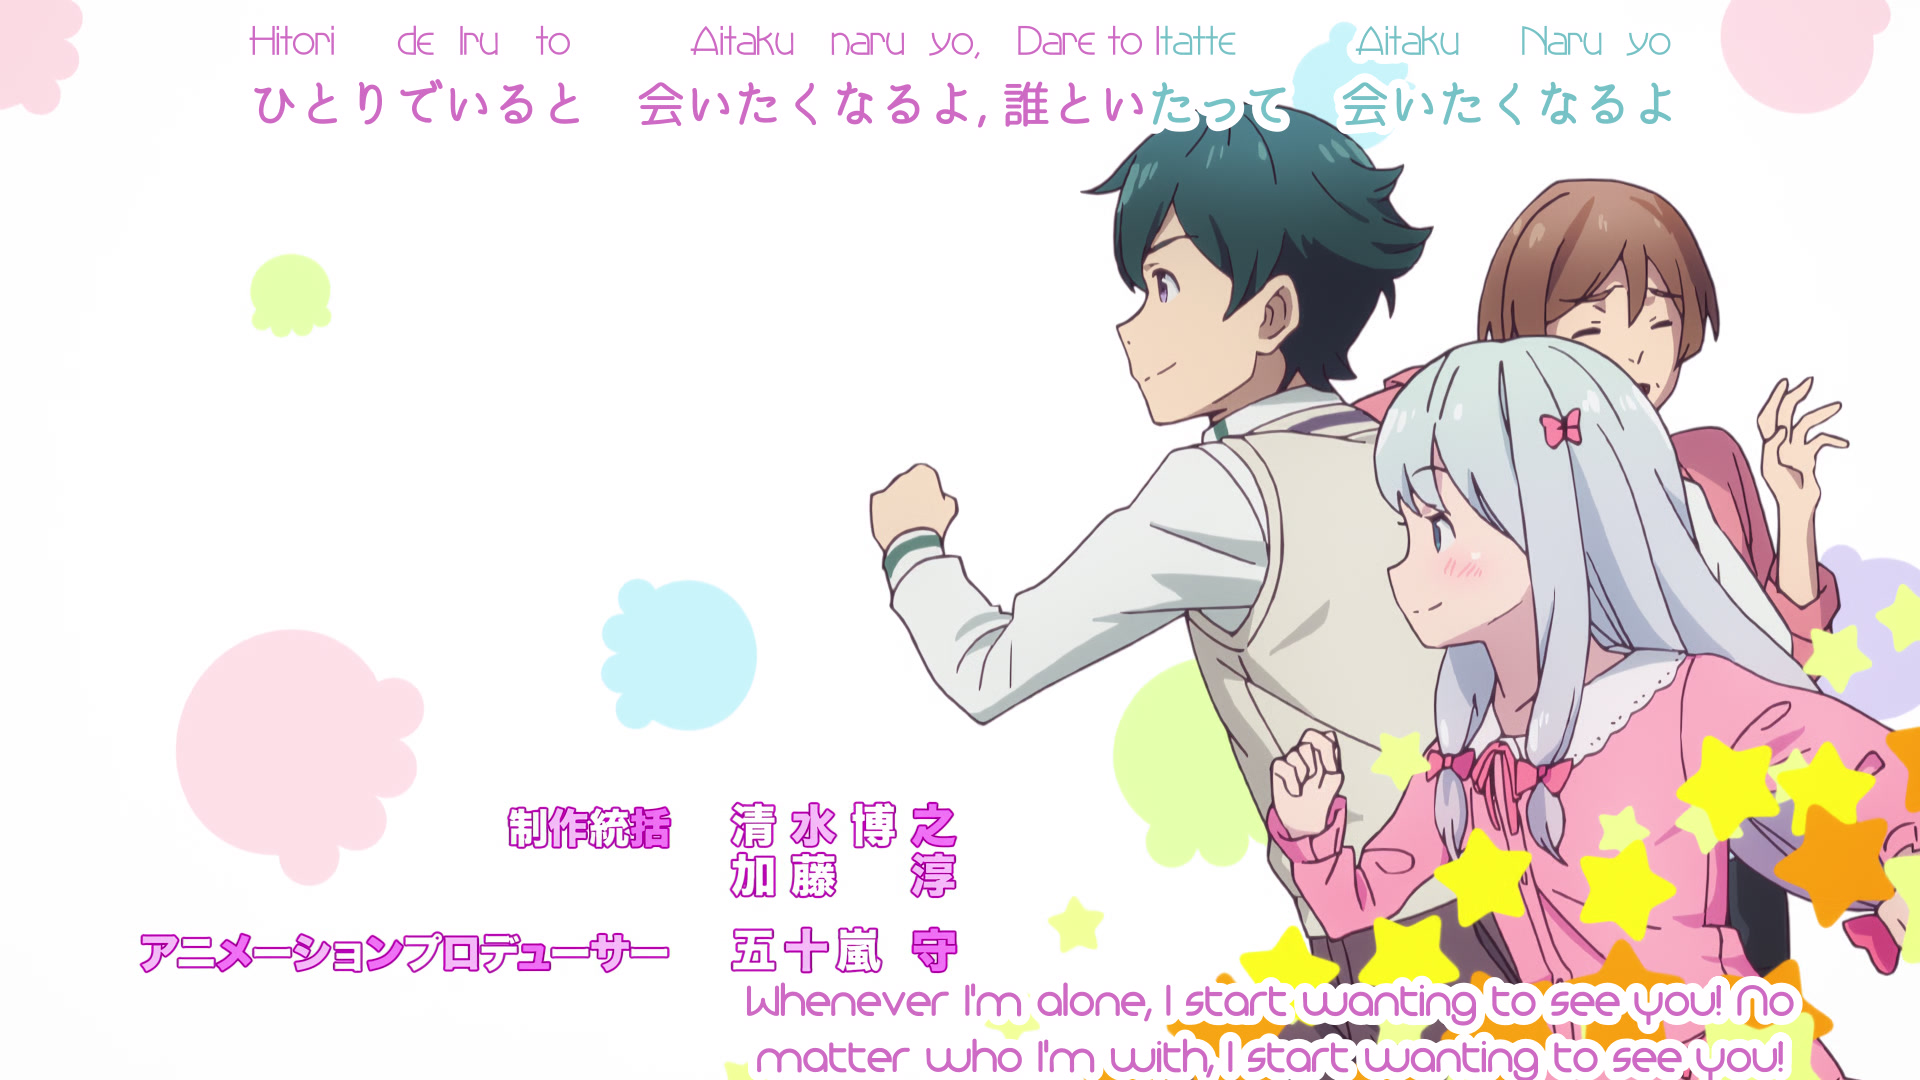 Hitori de Iru to Aitaku naru yo, Dare to Itatte Aitaku Naru yo
ひとりでいると 会いたくなるよ, 誰といたって 会いたくなるよ
制作統括 清水博之
加藤 淳
アニメーションプロデューサー 五十嵐 守
Whenever I'm alone, I start wanting to see you! No
matter who I'm with, I start wanting to see you!